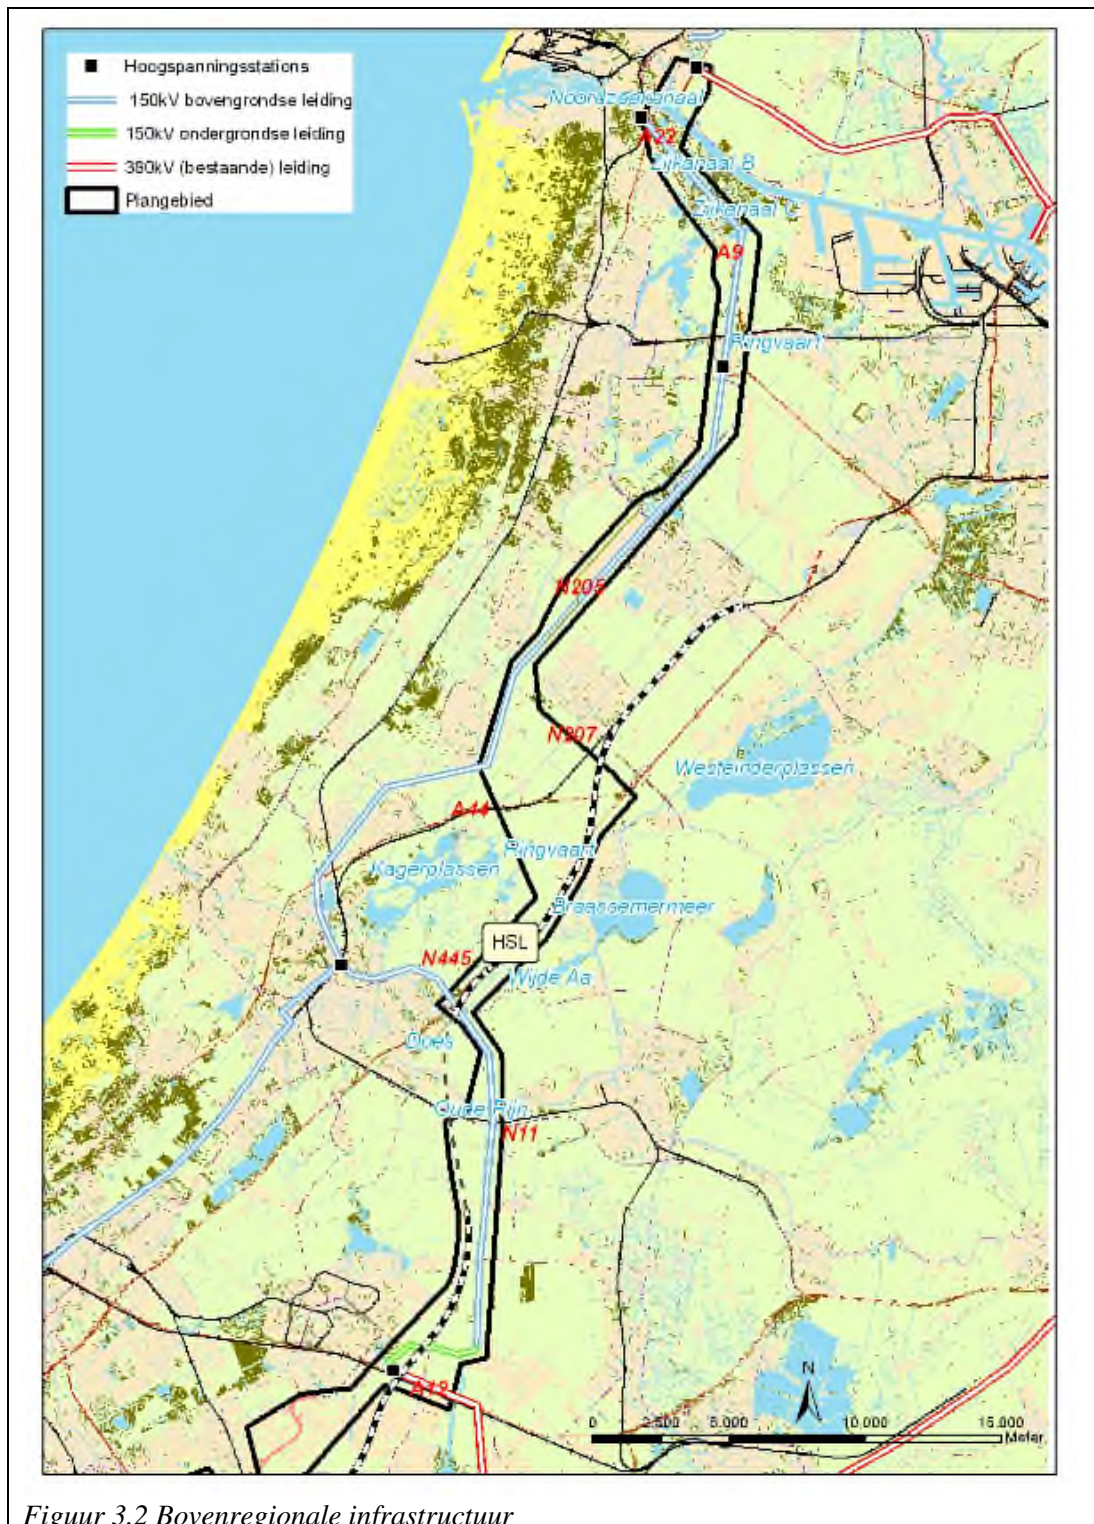 Hoogspanningsstations
150kV bovengrondse leiding
150kV ondergrondse leiding
380kV (bestaande) leiding
Plangebied
Noordzeekanaal
A22
Zijkanaal B
Zijkanaal C
A9
Ringvaart
N205
N207
Westeinderplassen
A44
Ringvaart
Kagerplassen
Braassemermeer
HSL
N445
Wijde Aa
Does
Oude Rijn
N11
A12
N
0 2.500 5.000 10.000 15.000
Meter
Figuur 3.2 Bovenregionale infrastructuur